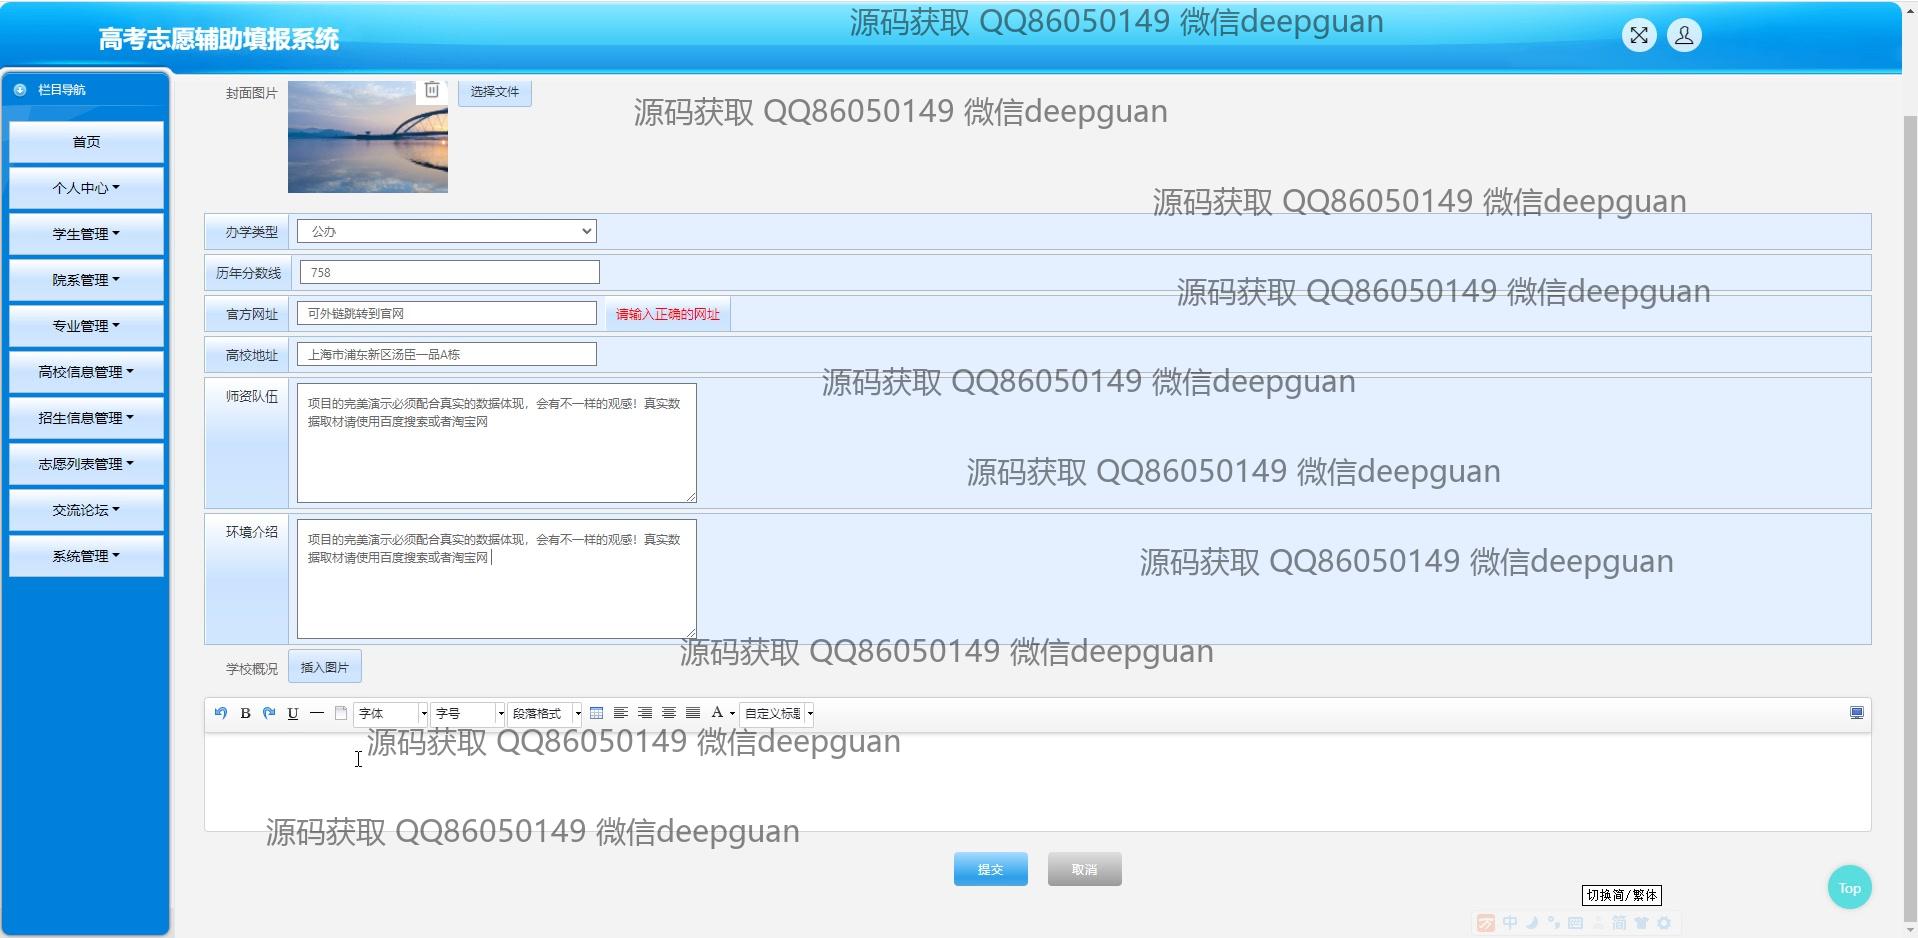 源码获取 QQ86050149 微信deepguan
高考志愿辅助填报系统
栏目导航
首页
个人中心
学生管理
院系管理
专业管理
高校信息管理
招生信息管理
志愿列表管理
交流论坛
系统管理
封面图片
选择文件
源码获取 QQ86050149 微信deepguan
源码获取 QQ86050149 微信deepguan
办学类型
公办
历年分数线
758
源码获取 QQ86050149 微信deepguan
官方网址
可外链跳转到官网
请输入正确的网址
高校地址
上海市浦东新区汤臣一品A栋
源码获取 QQ86050149 微信deepguan
师资队伍
项目的完美演示必须配合真实的数据体现，会有不一样的观感！真实数
据取材请使用百度搜索或者淘宝网
源码获取 QQ86050149 微信deepguan
环境介绍
项目的完美演示必须配合真实的数据体现，会有不一样的观感！真实数
据取材请使用百度搜索或者淘宝网
源码获取 QQ86050149 微信deepguan
源码获取 QQ86050149 微信deepguan
学校概况
插入图片
B U 字体 字号 段落格式 A 自定义标题
源码获取 QQ86050149 微信deepguan
源码获取 QQ86050149 微信deepguan
提交
取消
Top
切换简/繁体
中 简